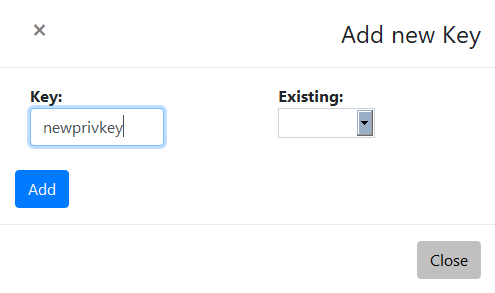 × Add new Key
Key: Existing:
newprivkey
Add
Close